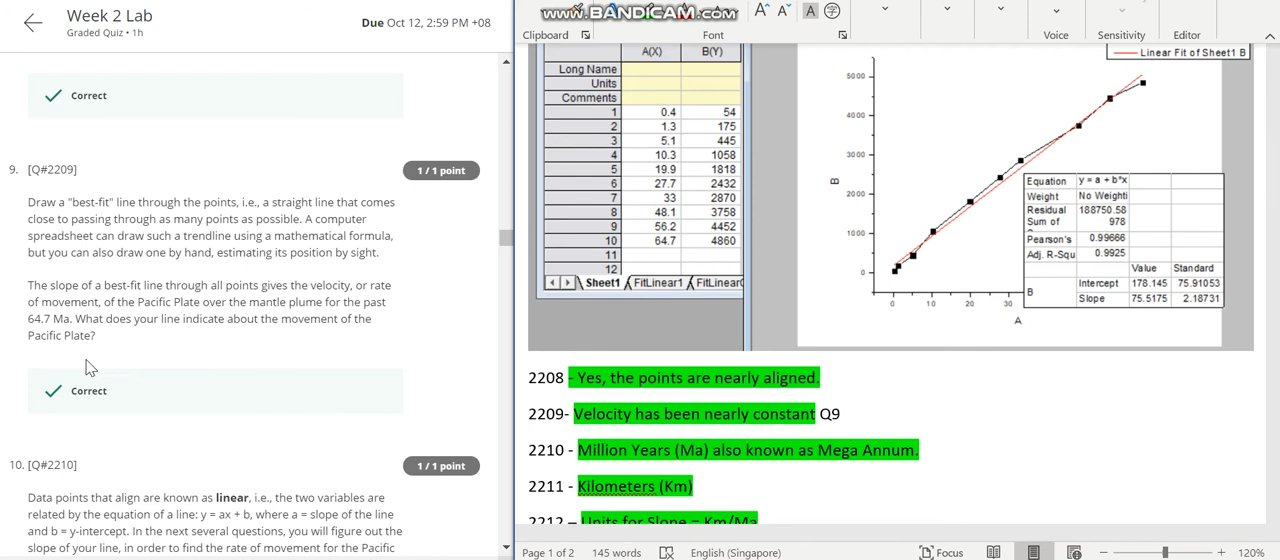 Week 2 Lab
Graded Quiz • 1h
Due Oct 12, 2:59 PM +08
Correct
9. [Q#2209]
1 / 1 point
Draw a "best-fit" line through the points, i.e., a straight line that comes
close to passing through as many points as possible. A computer
spreadsheet can draw such a trendline using a mathematical formula,
but you can also draw one by hand, estimating its position by sight.
The slope of a best-fit line through all points gives the velocity, or rate
of movement, of the Pacific Plate over the mantle plume for the past
64.7 Ma. What does your line indicate about the movement of the
Pacific Plate?
Correct
10. [Q#2210]
1 / 1 point
Data points that align are known as linear, i.e., the two variables are
related by the equation of a line: y = ax + b, where a = slope of the line
and b = y-intercept. In the next several questions, you will figure out the
slope of your line, in order to find the rate of movement for the Pacific
www.BANDICAM.com
A A A 字
Clipboard Font Voice Sensitivity Editor
A(X) B(Y)
Long Name
Units
Comments
1 0.4 54
2 1.3 175
3 5.1 445
4 10.3 1058
5 19.9 1818
6 27.7 2432
7 33 2870
8 48.1 3758
9 56.2 4452
10 64.7 4860
11
12
Sheet1 FitLinear1 FitLinear
Linear Fit of Sheet1 B
5000
4000
3000
2000
1000
0
B
0 10 20 30
A
Equation y = a + b*x
Weight No Weighti
Residual 188750.58
Sum of 978
Pearson's 0.99666
Adj. R-Squ 0.9925
Value Standard
B Intercept 178.145 75.91053
Slope 75.5175 2.18731
2208 - Yes, the points are nearly aligned.
2209- Velocity has been nearly constant Q9
2210 - Million Years (Ma) also known as Mega Annum.
2211 - Kilometers (Km)
2212 – Units for Slope = Km/Ma
Page 1 of 2 145 words English (Singapore) Focus 120%